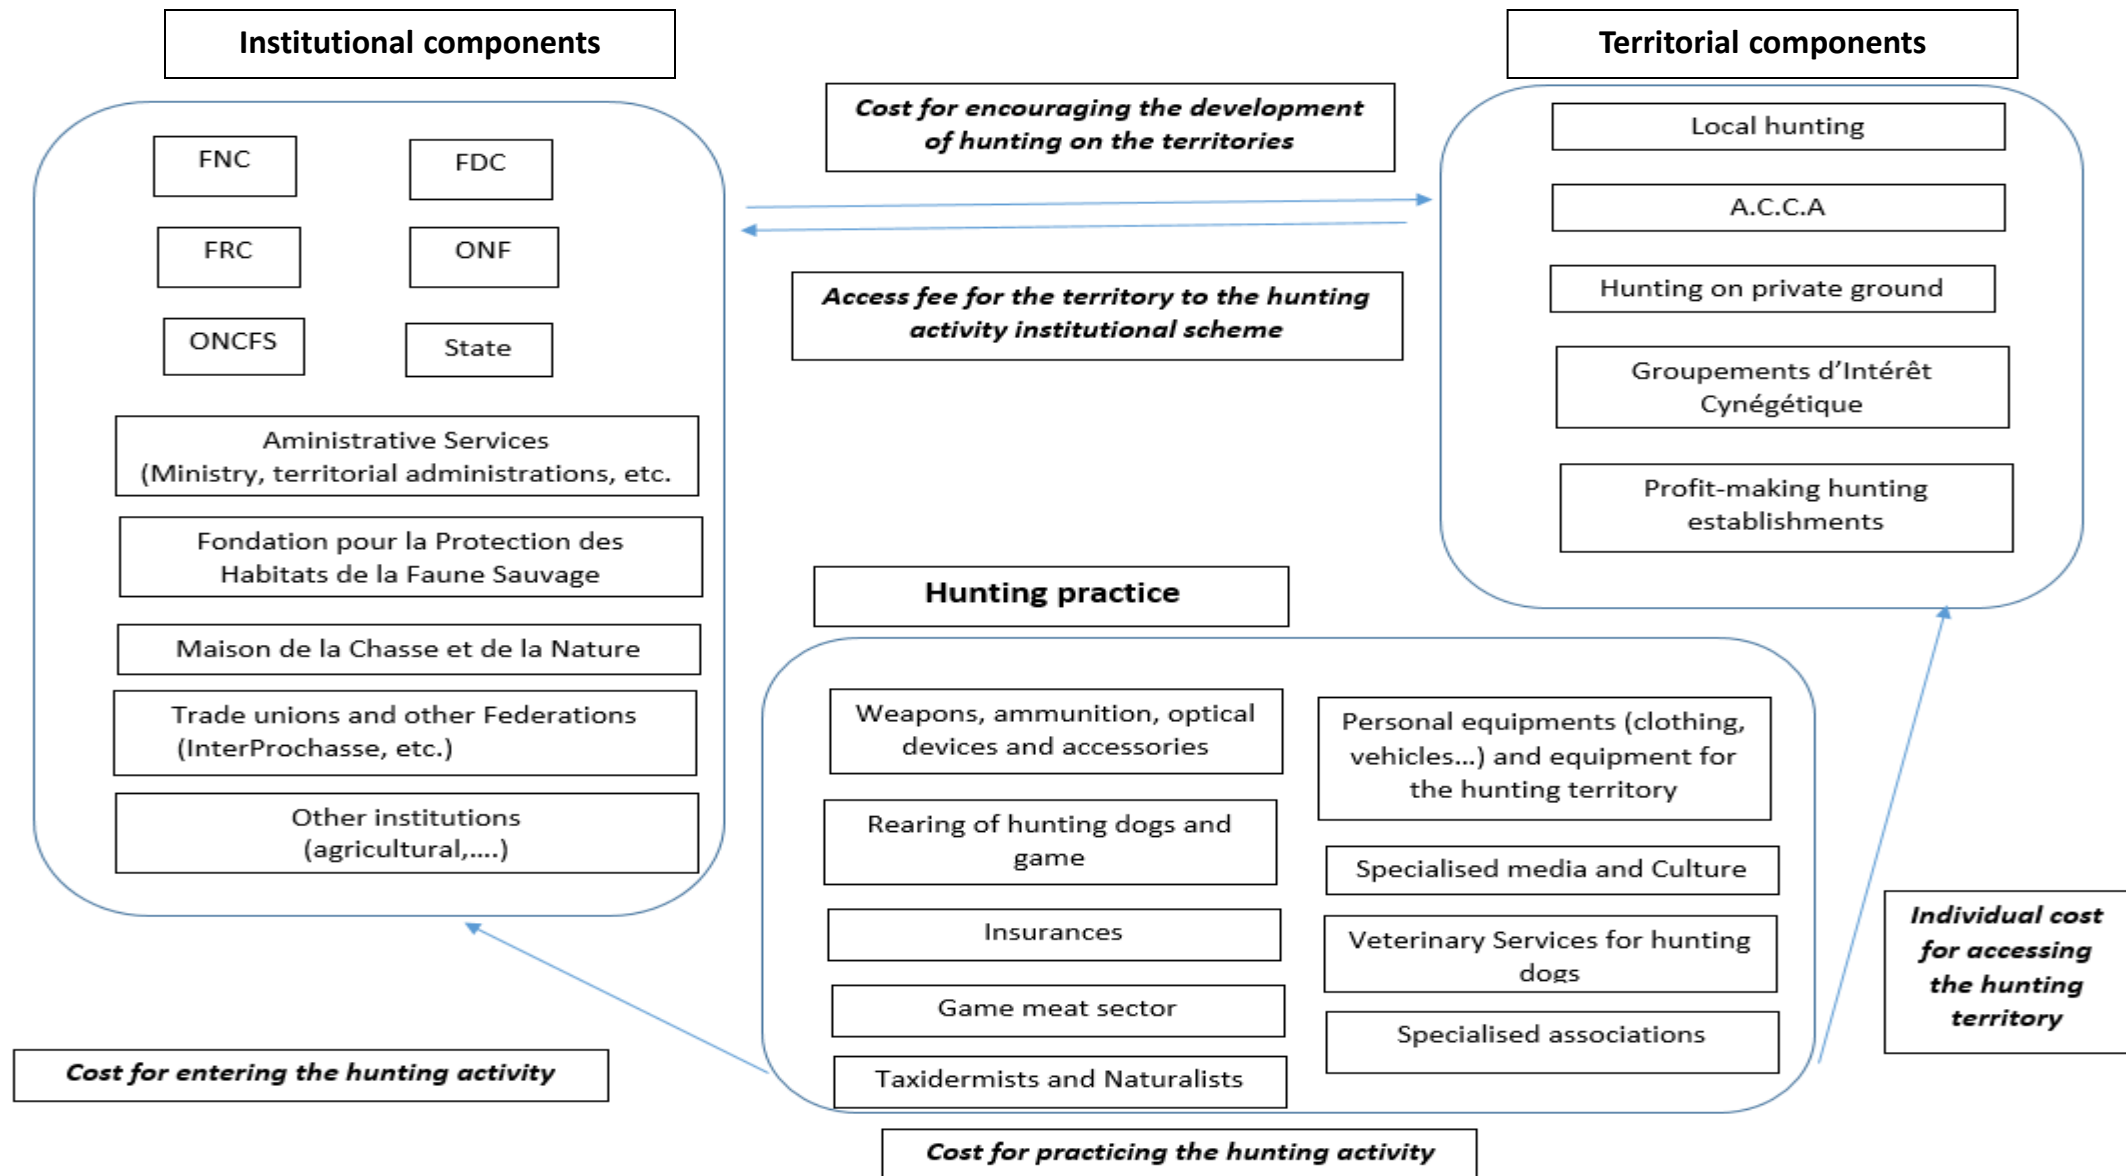 Institutional components
FNC
FDC
FRC
ONF
ONCFS
State
Aministrative Services
(Ministry, territorial administrations, etc.
Fondation pour la Protection des
Habitats de la Faune Sauvage
Maison de la Chasse et de la Nature
Trade unions and other Federations
(InterProchasse, etc.)
Other institutions
(agricultural,....)
Cost for encouraging the development
of hunting on the territories
Access fee for the territory to the hunting
activity institutional scheme
Territorial components
Local hunting
A.C.C.A
Hunting on private ground
Groupements d’Intérêt
Cynégétique
Profit-making hunting
establishments
Hunting practice
Weapons, ammunition, optical
devices and accessories
Rearing of hunting dogs and
game
Insurances
Game meat sector
Taxidermists and Naturalists
Personal equipments (clothing,
vehicles...) and equipment for
the hunting territory
Specialised media and Culture
Veterinary Services for hunting
dogs
Specialised associations
Individual cost
for accessing
the hunting
territory
Cost for entering the hunting activity
Cost for practicing the hunting activity